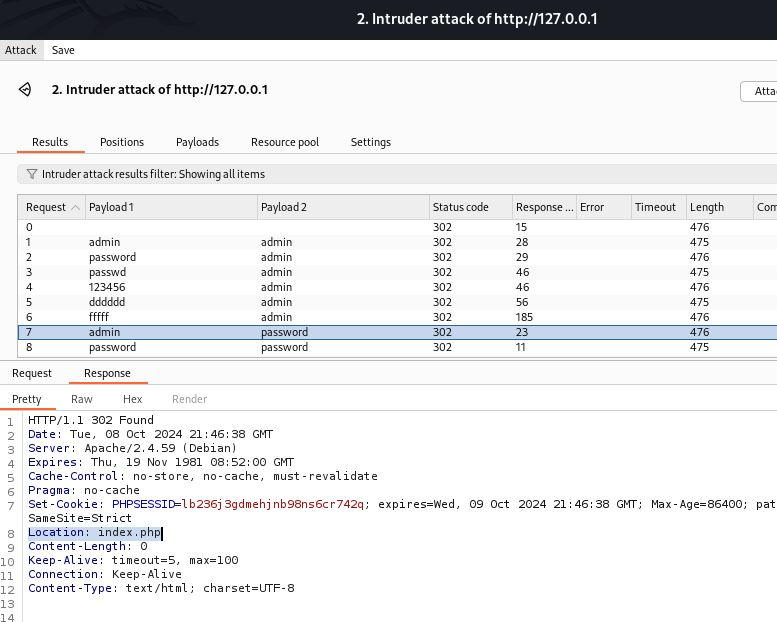 2. Intruder attack of http://127.0.0.1
Attack Save
2. Intruder attack of http://127.0.0.1
Results Positions Payloads Resource pool Settings
Intruder attack results filter: Showing all items
Request Payload 1 Payload 2 Status code Response ... Error Timeout Length
0 302 15 476
1 admin admin 302 28 475
2 password admin 302 29 476
3 passwd admin 302 46 475
4 123456 admin 302 46 476
5 dddddd admin 302 56 475
6 fffff admin 302 185 476
7 admin password 302 23 476
8 password password 302 11 475
Request Response
Pretty Raw Hex Render
1 HTTP/1.1 302 Found
2 Date: Tue, 08 Oct 2024 21:46:38 GMT
3 Server: Apache/2.4.59 (Debian)
4 Expires: Thu, 19 Nov 1981 08:52:00 GMT
5 Cache-Control: no-store, no-cache, must-revalidate
6 Pragma: no-cache
7 Set-Cookie: PHPSESSID=lb236j3gdmehjnb98ns6cr742q; expires=Wed, 09 Oct 2024 21:46:38 GMT; Max-Age=86400; pat
SameSite=Strict
8 Location: index.php
9 Content-Length: 0
10 Keep-Alive: timeout=5, max=100
11 Connection: Keep-Alive
12 Content-Type: text/html; charset=UTF-8
13
14